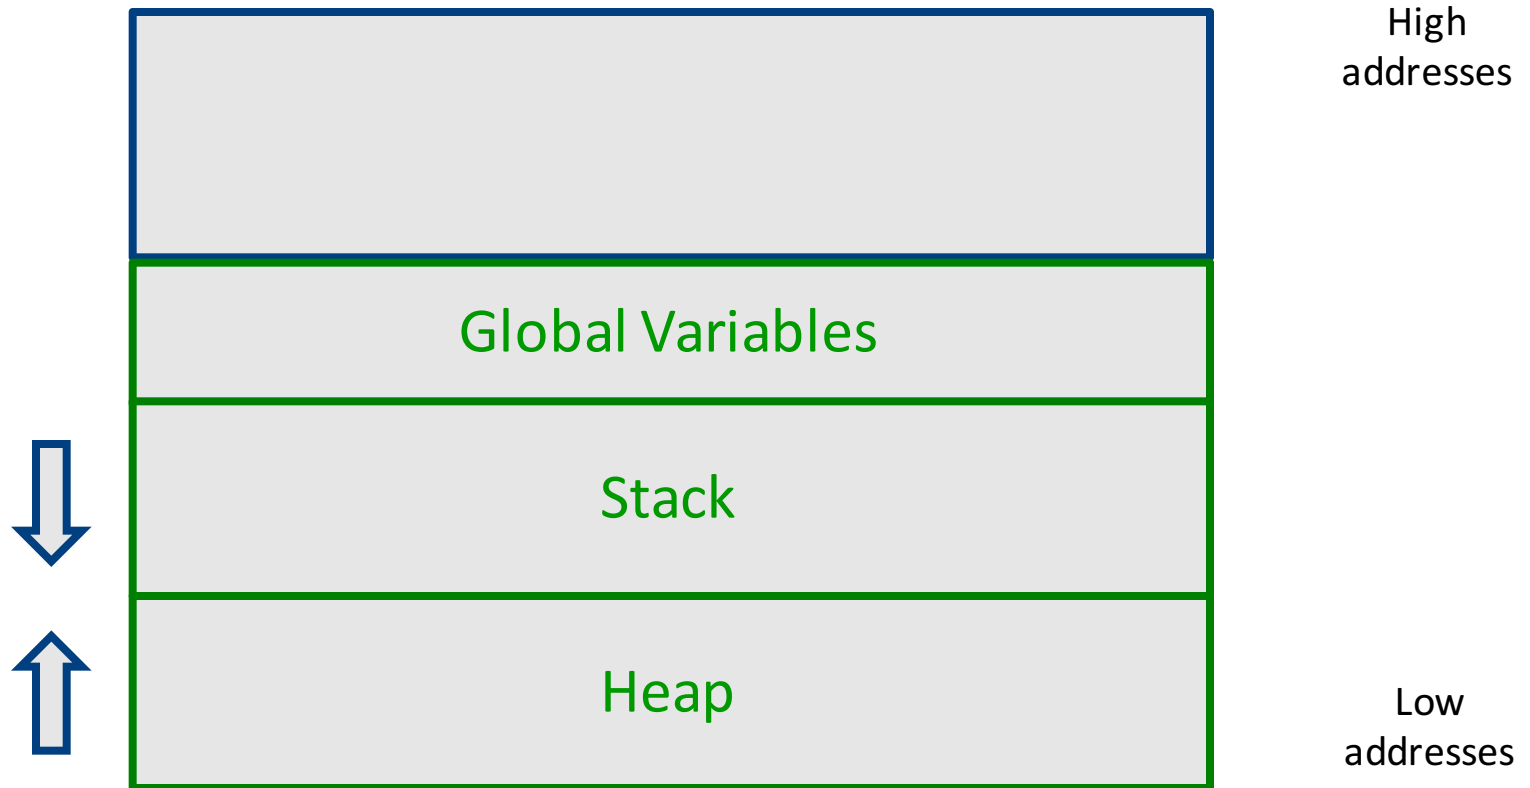 High
addresses
Global Variables
Stack
Heap
Low
addresses